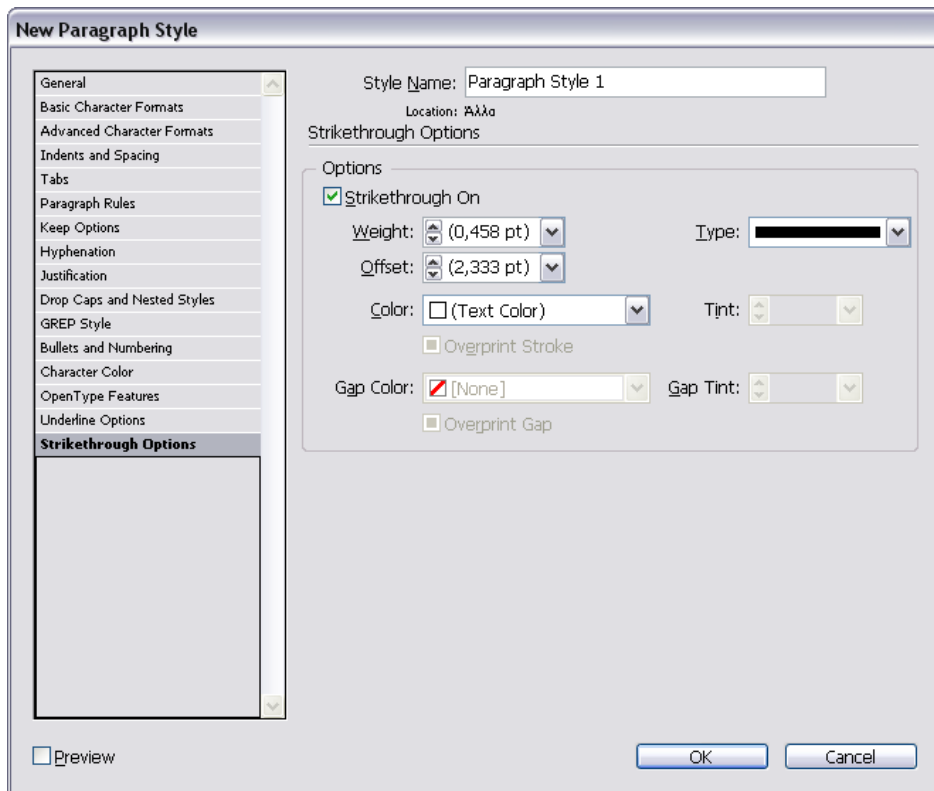 New Paragraph Style
General
Basic Character Formats
Advanced Character Formats
Indents and Spacing
Tabs
Paragraph Rules
Keep Options
Hyphenation
Justification
Drop Caps and Nested Styles
GREP Style
Bullets and Numbering
Character Color
OpenType Features
Underline Options
Strikethrough Options
Style Name: Paragraph Style 1
Location: Άλλα
Strikethrough Options
Options
Strikethrough On
Weight: (0,458 pt) Type:
Offset: (2,333 pt)
Color: (Text Color) Tint:
Overprint Stroke
Gap Color: [None] Gap Tint:
Overprint Gap
Preview
OK Cancel